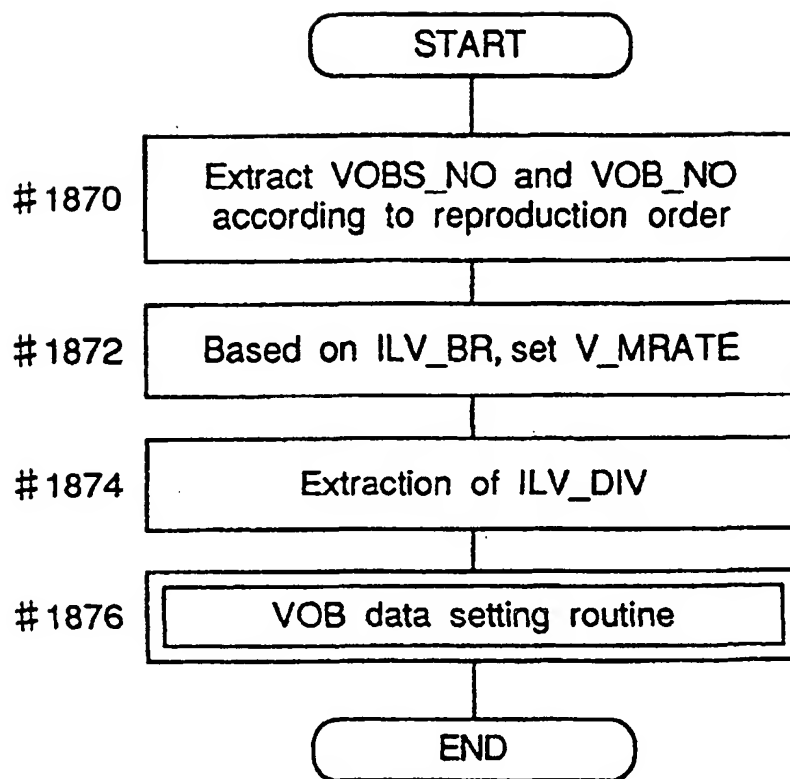 START
#1870
Extract VOBS_NO and VOB_NO
according to reproduction order
#1872
Based on ILV_BR, set V_MRATE
#1874
Extraction of ILV_DIV
#1876
VOB data setting routine
END